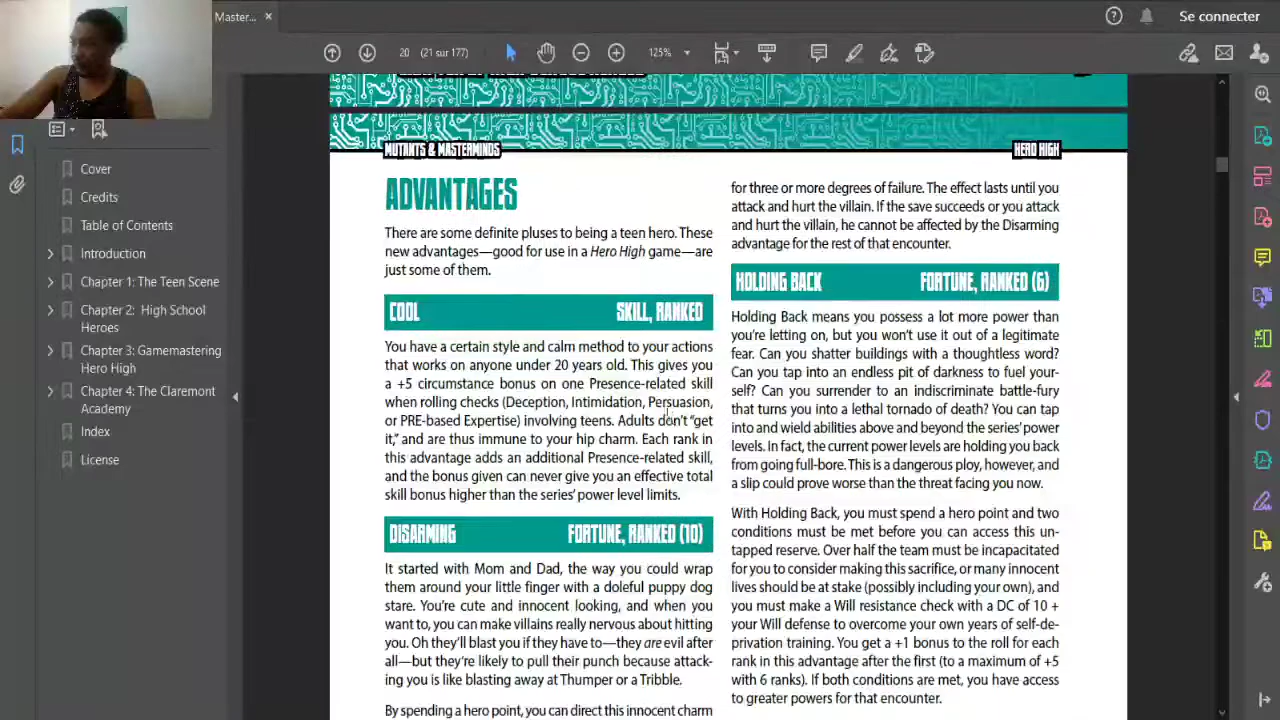 Master...
Se connecter
20 (21 sur 177)
125%
Cover
Credits
Table of Contents
Introduction
Chapter 1: The Teen Scene
Chapter 2: High School
Heroes
Chapter 3: Gamemastering
Hero High
Chapter 4: The Claremont
Academy
Index
License
MUTANTS & MASTERMINDS
HERO HIGH
ADVANTAGES
There are some definite pluses to being a teen hero. These
new advantages—good for use in a Hero High game—are
just some of them.
COOL SKILL, RANKED
You have a certain style and calm method to your actions
that works on anyone under 20 years old. This gives you
a +5 circumstance bonus on one Presence-related skill
when rolling checks (Deception, Intimidation, Persuasion,
or PRE-based Expertise) involving teens. Adults don't “get
it,” and are thus immune to your hip charm. Each rank in
this advantage adds an additional Presence-related skill,
and the bonus given can never give you an effective total
skill bonus higher than the series’ power level limits.
DISARMING FORTUNE, RANKED (10)
It started with Mom and Dad, the way you could wrap
them around your little finger with a doleful puppy dog
stare. You’re cute and innocent looking, and when you
want to, you can make villains really nervous about hitting
you. Oh they’ll blast you if they have to—they are evil after
all—but they’re likely to pull their punch because attack-
ing you is like blasting away at Thumper or a Tribble.
By spending a hero point, you can direct this innocent charm
for three or more degrees of failure. The effect lasts until you
attack and hurt the villain. If the save succeeds or you attack
and hurt the villain, he cannot be affected by the Disarming
advantage for the rest of that encounter.
HOLDING BACK FORTUNE, RANKED (6)
Holding Back means you possess a lot more power than
you’re letting on, but you won’t use it out of a legitimate
fear. Can you shatter buildings with a thoughtless word?
Can you tap into an endless pit of darkness to fuel your-
self? Can you surrender to an indiscriminate battle-fury
that turns you into a lethal tornado of death? You can tap
into and wield abilities above and beyond the series’ power
levels. In fact, the current power levels are holding you back
from going full-bore. This is a dangerous ploy, however, and
a slip could prove worse than the threat facing you now.
With Holding Back, you must spend a hero point and two
conditions must be met before you can access this un-
tapped reserve. Over half the team must be incapacitated
for you to consider making this sacrifice, or many innocent
lives should be at stake (possibly including your own), and
you must make a Will resistance check with a DC of 10 +
your Will defense to overcome your own years of self-de-
privation training. You get a +1 bonus to the roll for each
rank in this advantage after the first (to a maximum of +5
with 6 ranks). If both conditions are met, you have access
to greater powers for that encounter.